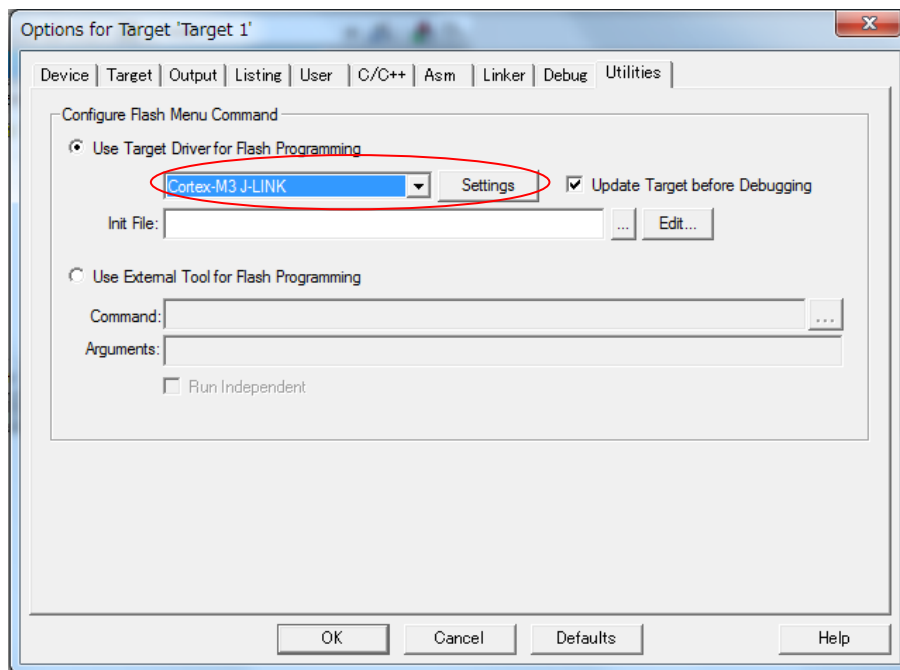 Options for Target 'Target 1'
Device Target Output Listing User C/C++ Asm Linker Debug Utilities
Configure Flash Menu Command
Use Target Driver for Flash Programming
Cortex-M3 J-LINK Settings Update Target before Debugging
Init File: ... Edit...
Use External Tool for Flash Programming
Command: ...
Arguments:
Run Independent
OK Cancel Defaults Help